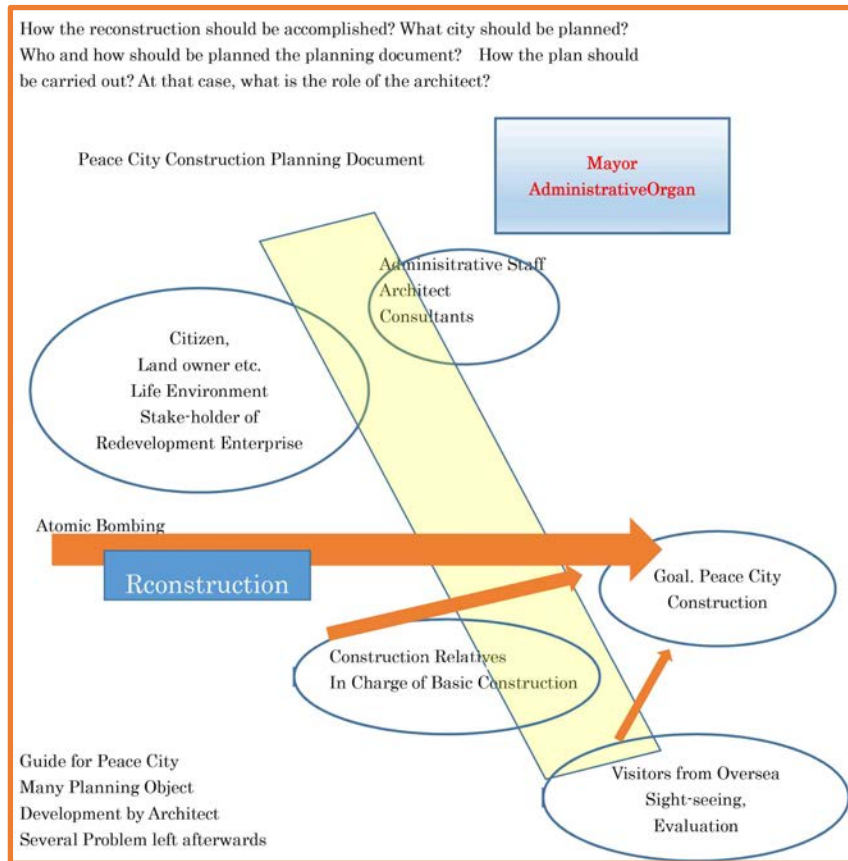 How the reconstruction should be accomplished? What city should be planned?
Who and how should be planned the planning document? How the plan should
be carried out? At that case, what is the role of the architect?
Peace City Construction Planning Document
Mayor
AdministrativeOrgan
Adminisitrative Staff
Architect
Consultants
Citizen,
Land owner etc.
Life Environment
Stake-holder of
Redevelopment Enterprise
Atomic Bombing
Rconstruction
Goal. Peace City
Construction
Construction Relatives
In Charge of Basic Construction
Guide for Peace City
Many Planning Object
Development by Architect
Several Problem left afterwards
Visitors from Oversea
Sight-seeing,
Evaluation